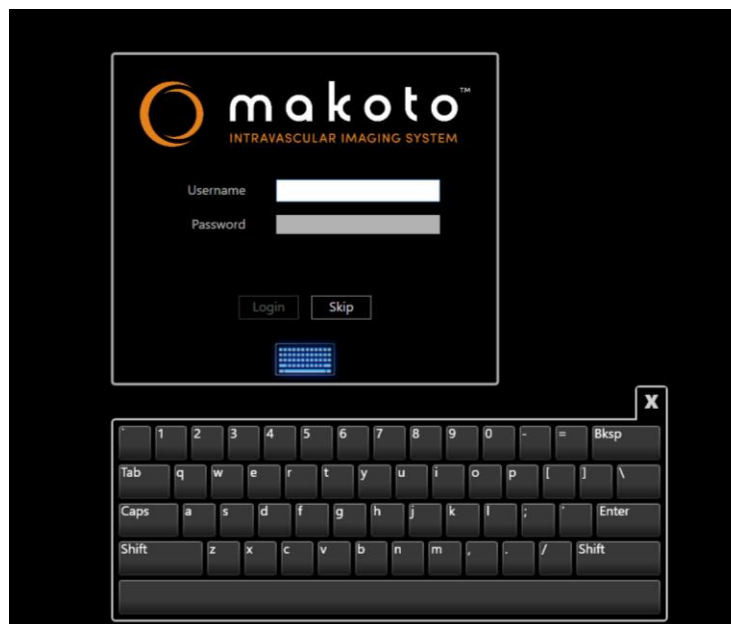 makoto™
INTRAVASCULAR IMAGING SYSTEM
Username
Password
Login Skip
X
` 1 2 3 4 5 6 7 8 9 0 - = Bksp
Tab q w e r t y u i o p [ ] \
Caps a s d f g h j k l ; ' Enter
Shift z x c v b n m , . / Shift